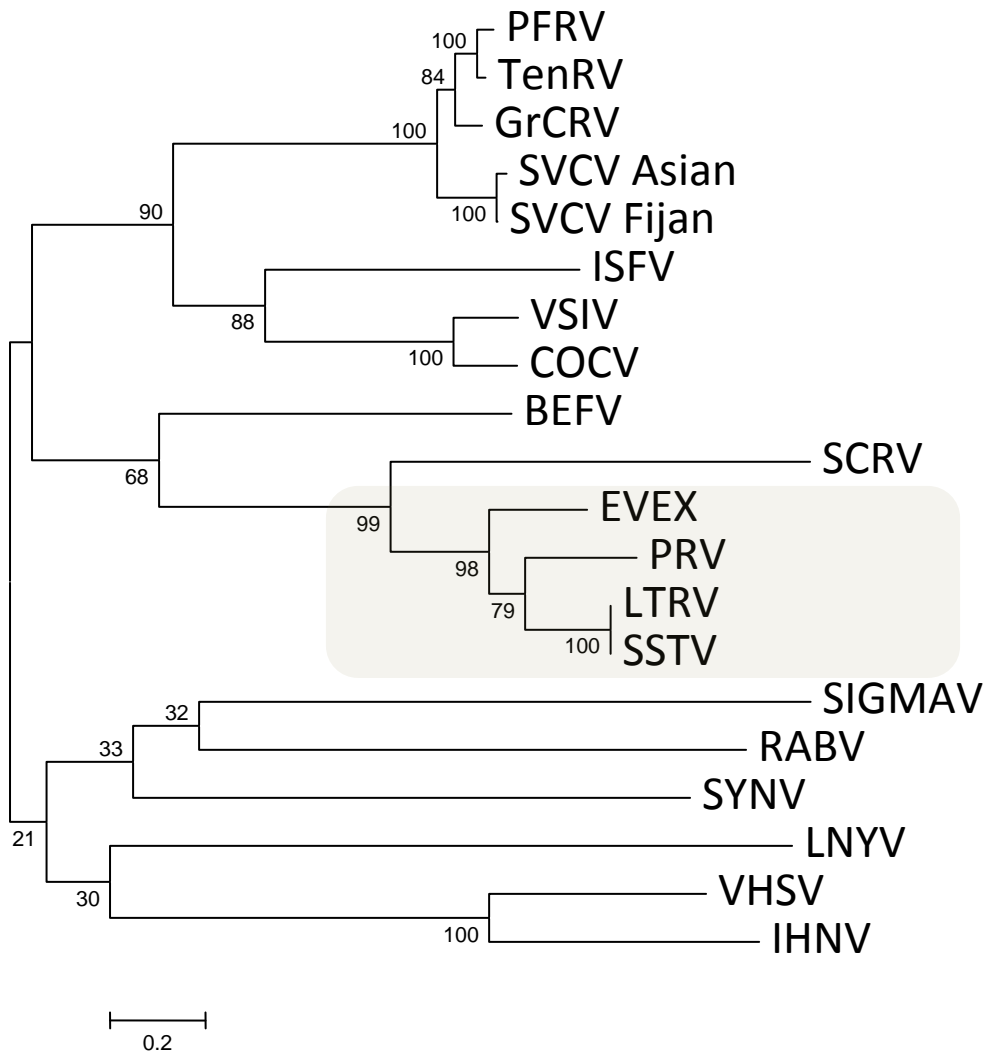 PFRV
100
TenRV
84
GrCRV
100
SVCV Asian
100
SVCV Fijan
90
ISFV
88
VSIV
100
COCV
BEFV
68
SCRV
99
EVEX
98
PRV
79
LTRV
100
SSTV
SIGMAV
32
RABV
33
SYNV
21
LNYV
30
VHSV
100
IHNV
0.2